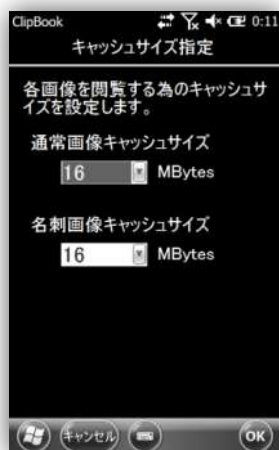 ClipBook 0:11
キャッシュサイズ指定
各画像を閲覧する為のキャッシュサ
イズを設定します。
通常画像キャッシュサイズ
16 MBytes
名刺画像キャッシュサイズ
16 MBytes
キャンセル OK